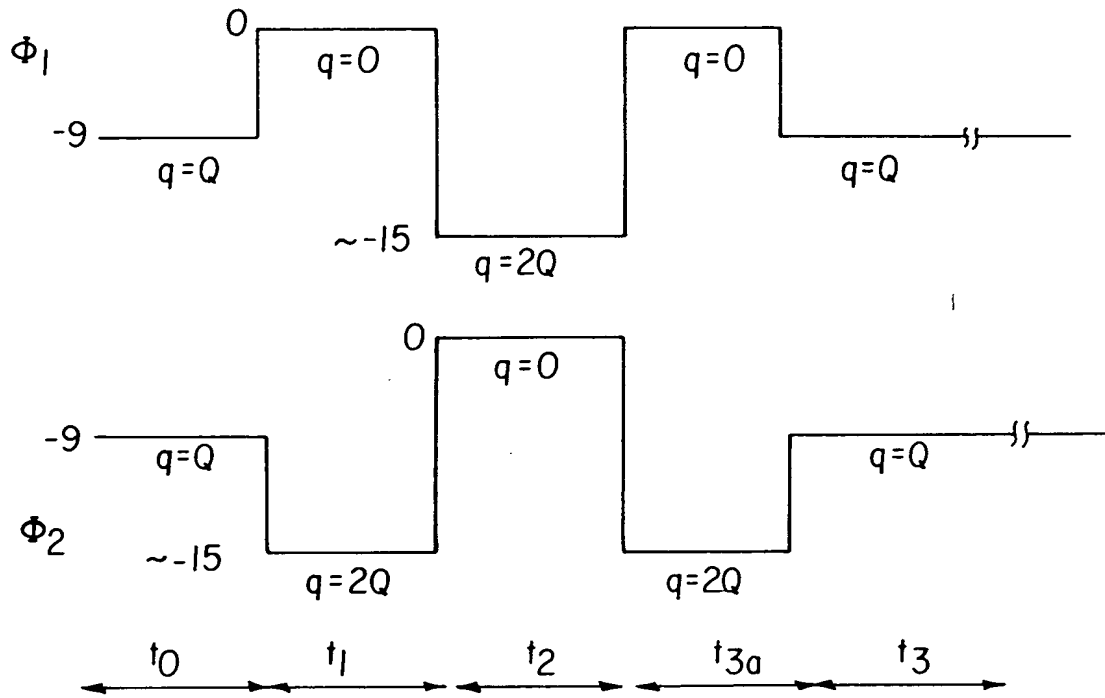 0
Φ1
q=0
q=0
-9
q=Q
q=Q
~-15
q=2Q
0
q=0
-9
q=Q
q=Q
Φ2
~-15
q=2Q
q=2Q
t0
t1
t2
t3a
t3